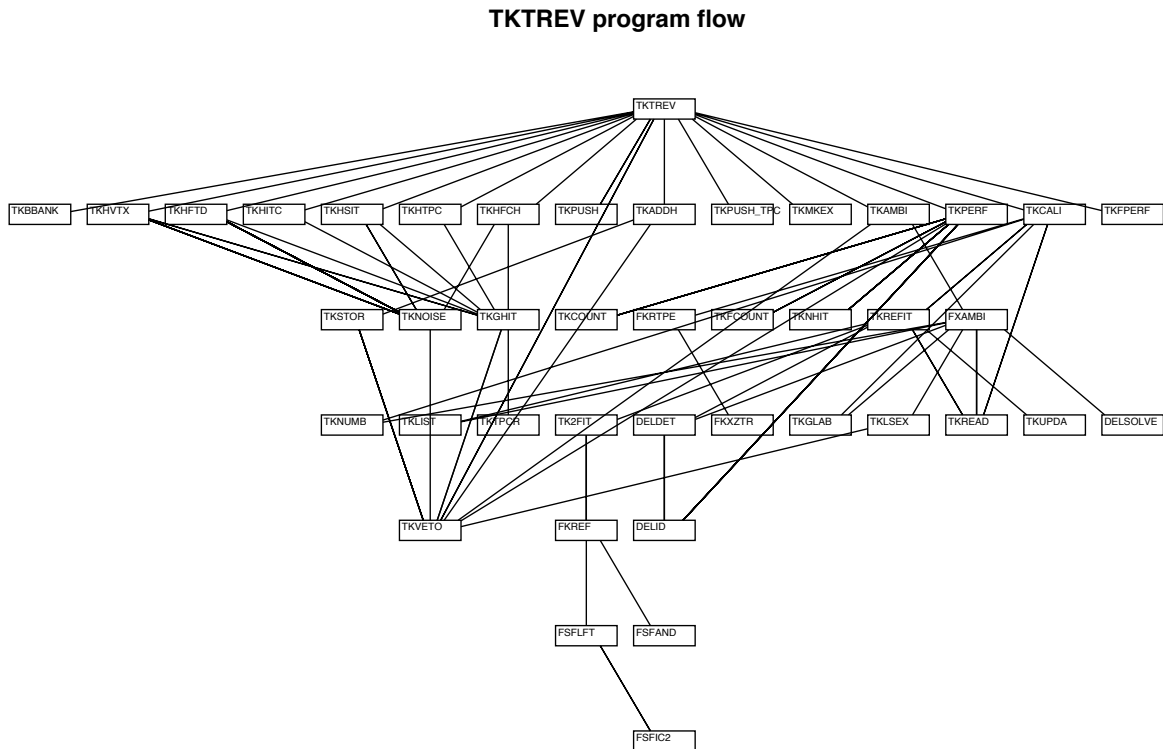 TKTREV program flow
TKTREV
TKBBANK TKHVTX TKHFTD TKHITC TKHSIT TKHTPC TKHFCH TKPUSH TKADDH TKPUSH_TPC TKMKEX TKAMBI TKPERF TKCALI TKFPERF
TKSTOR TKNOISE TKGHIT TKCOUNT FKRTPE TKFCOUNT TKNHIT TKREFIT FXAMBI
TKNUMB TKLIST TKTPCR TK2FIT DELDET FKXZTR TKGLAB TKLSEX TKREAD TKUPDA DELSOLVE
TKVETO FKREF DELID
FSFLFT FSFAND
FSFIC2